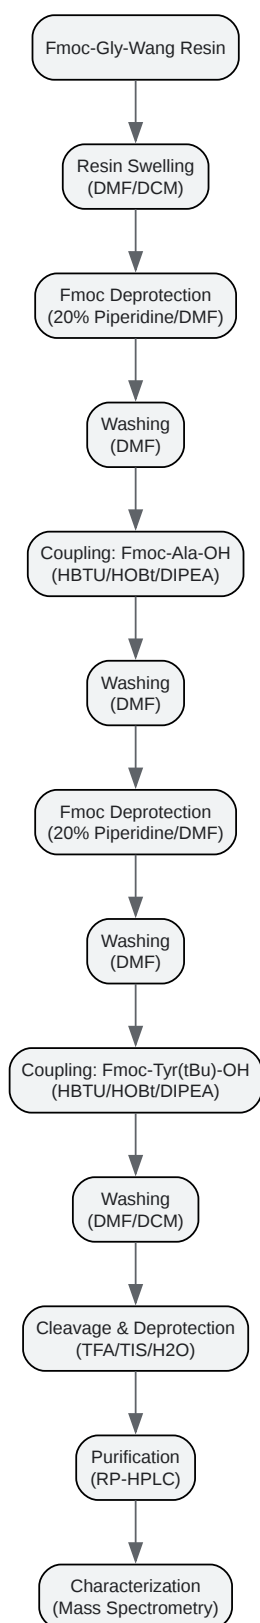 Fmoc-Gly-Wang Resin
Resin Swelling
(DMF/DCM)
Fmoc Deprotection
(20% Piperidine/DMF)
Washing
(DMF)
Coupling: Fmoc-Ala-OH
(HBTU/HOBt/DIPEA)
Washing
(DMF)
Fmoc Deprotection
(20% Piperidine/DMF)
Washing
(DMF)
Coupling: Fmoc-Tyr(tBu)-OH
(HBTU/HOBt/DIPEA)
Washing
(DMF/DCM)
Cleavage & Deprotection
(TFA/TIS/H2O)
Purification
(RP-HPLC)
Characterization
(Mass Spectrometry)